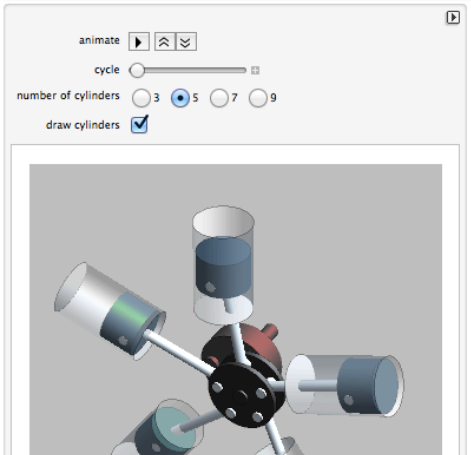 animate
cycle
number of cylinders 3 5 7 9
draw cylinders